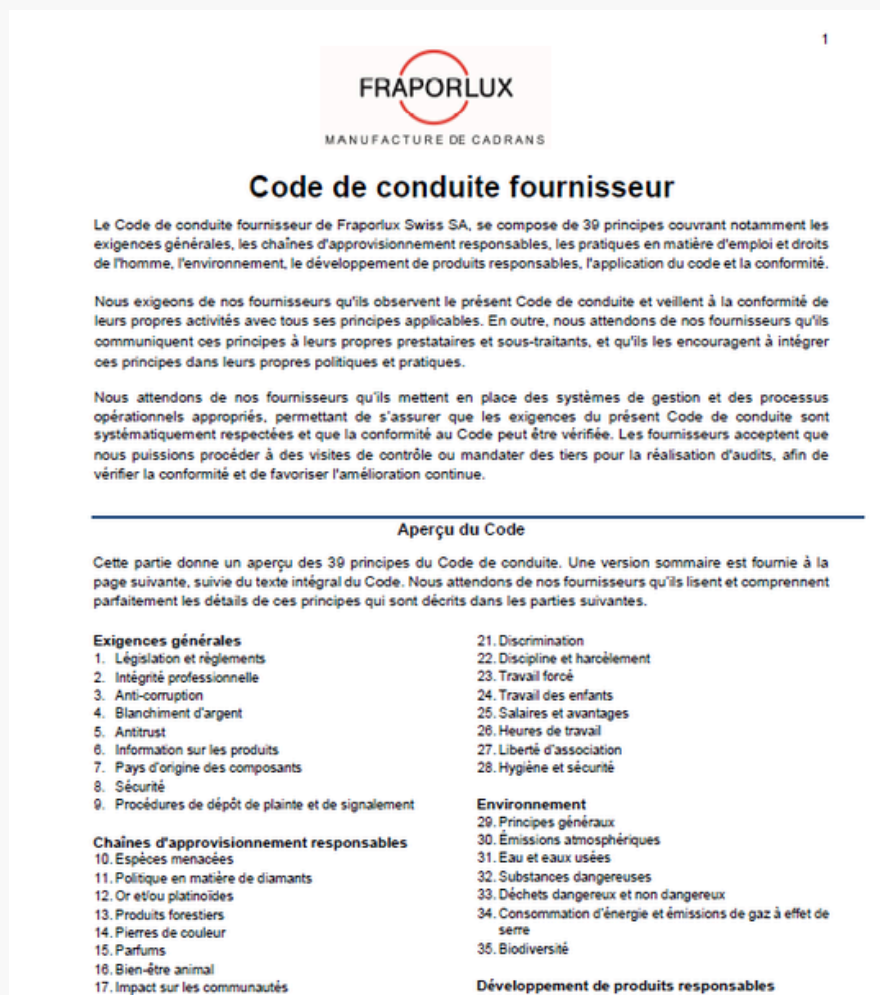 1
FRAPORLUX
MANUFACTURE DE CADRANS
Code de conduite fournisseur
Le Code de conduite fournisseur de Fraporlux Swiss SA, se compose de 39 principes couvrant notamment les
exigences générales, les chaînes d'approvisionnement responsables, les pratiques en matière d'emploi et droits
de l'homme, l'environnement, le développement de produits responsables, l'application du code et la conformité.
Nous exigeons de nos fournisseurs qu'ils observent le présent Code de conduite et veillent à la conformité de
leurs propres activités avec tous ses principes applicables. En outre, nous attendons de nos fournisseurs qu'ils
communiquent ces principes à leurs propres prestataires et sous-traitants, et qu'ils les encouragent à intégrer
ces principes dans leurs propres politiques et pratiques.
Nous attendons de nos fournisseurs qu'ils mettent en place des systèmes de gestion et des processus
opérationnels appropriés, permettant de s'assurer que les exigences du présent Code de conduite sont
systématiquement respectées et que la conformité au Code peut être vérifiée. Les fournisseurs acceptent que
nous puissions procéder à des visites de contrôle ou mandater des tiers pour la réalisation d'audits, afin de
vérifier la conformité et de favoriser l'amélioration continue.
Aperçu du Code
Cette partie donne un aperçu des 39 principes du Code de conduite. Une version sommaire est fournie à la
page suivante, suivie du texte intégral du Code. Nous attendons de nos fournisseurs qu'ils lisent et comprennent
parfaitement les détails de ces principes qui sont décrits dans les parties suivantes.
Exigences générales
1. Législation et règlements
2. Intégrité professionnelle
3. Anti-corruption
4. Blanchiment d'argent
5. Antitrust
6. Information sur les produits
7. Pays d'origine des composants
8. Sécurité
9. Procédures de dépôt de plainte et de signalement
Chaînes d'approvisionnement responsables
10. Espèces menacées
11. Politique en matière de diamants
12. Or et/ou platinoïdes
13. Produits forestiers
14. Pierres de couleur
15. Parfums
16. Bien-être animal
17. Impact sur les communautés
21. Discrimination
22. Discipline et harcèlement
23. Travail forcé
24. Travail des enfants
25. Salaires et avantages
26. Heures de travail
27. Liberté d'association
28. Hygiène et sécurité
Environnement
29. Principes généraux
30. Émissions atmosphériques
31. Eau et eaux usées
32. Substances dangereuses
33. Déchets dangereux et non dangereux
34. Consommation d'énergie et émissions de gaz à effet de
serre
35. Biodiversité
Développement de produits responsables